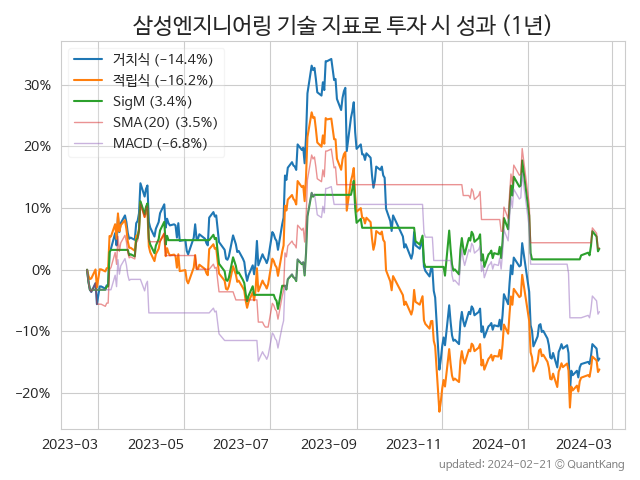 삼성엔지니어링 기술 지표로 투자 시 성과 (1년)
거치식 (−14.4%)
적립식 (−16.2%)
SigM (3.4%)
SMA(20) (3.5%)
MACD (−6.8%)
30%
20%
10%
0%
−10%
−20%
2023-03 2023-05 2023-07 2023-09 2023-11 2024-01 2024-03
updated: 2024-02-21 ⓒ QuantKang